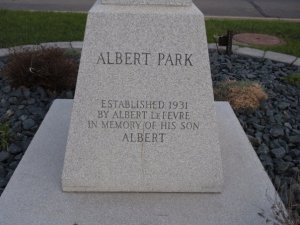 ALBERT PARK
ESTABLISHED 1931
BY ALBERT LEFEVRE
IN MEMORY OF HIS SON
ALBERT